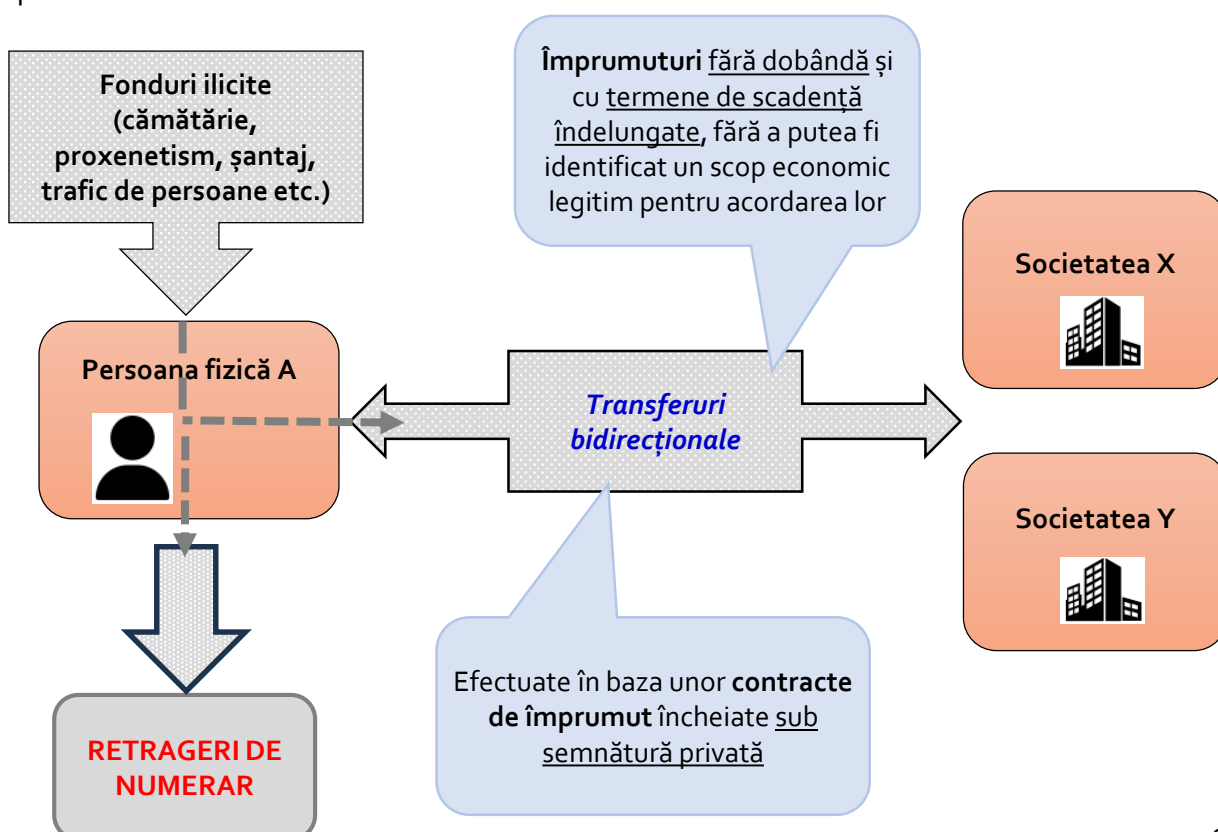 Fonduri ilicite
(cămătărie,
proxenetism, șantaj,
trafic de persoane etc.)
Împrumuturi fără dobândă și
cu termene de scadență
îndelungate, fără a putea fi
identificat un scop economic
legitim pentru acordarea lor
Societatea X
Persoana fizică A
Transferuri
bidirecționale
Societatea Y
Efectuate în baza unor contracte
de împrumut încheiate sub
semnătură privată
RETRAGERI DE
NUMERAR